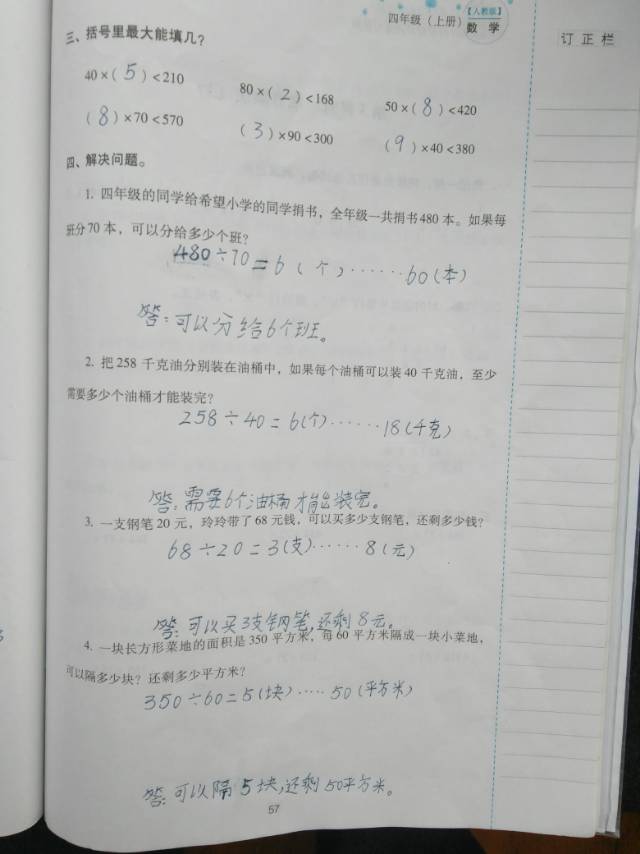 四年级(上册)
【人教版】
数 学
订 正 栏
三、括号里最大能填几?
40×( 5 )<210 80×( 2 )<168 50×( 8 )<420
( 8 )×70<570 ( 3 )×90<300 ( 9 )×40<380
四、解决问题。
1. 四年级的同学给希望小学的同学捐书,全年级一共捐书480 本。如果每
班分70 本,可以分给多少个班?
480÷70=6(个)······60(本)
答:可以分给6个班。
2. 把258 千克油分别装在油桶中,如果每个油桶可以装40 千克油,至少
需要多少个油桶才能装完?
258÷40=6(个)······18(千克)
答:需要6个油桶才能装完。
3. 一支钢笔20 元,玲玲带了68 元钱,可以买多少支钢笔,还剩多少钱?
68÷20=3(支)······8(元)
答:可以买3支钢笔,还剩8元。
4. 一块长方形菜地的面积是350 平方米,每60平方米隔成一块小菜地,
可以隔多少块?还剩多少平方米?
350÷60=5(块)·····50(平方米)
答:可以隔5块,还剩50平方米。
57